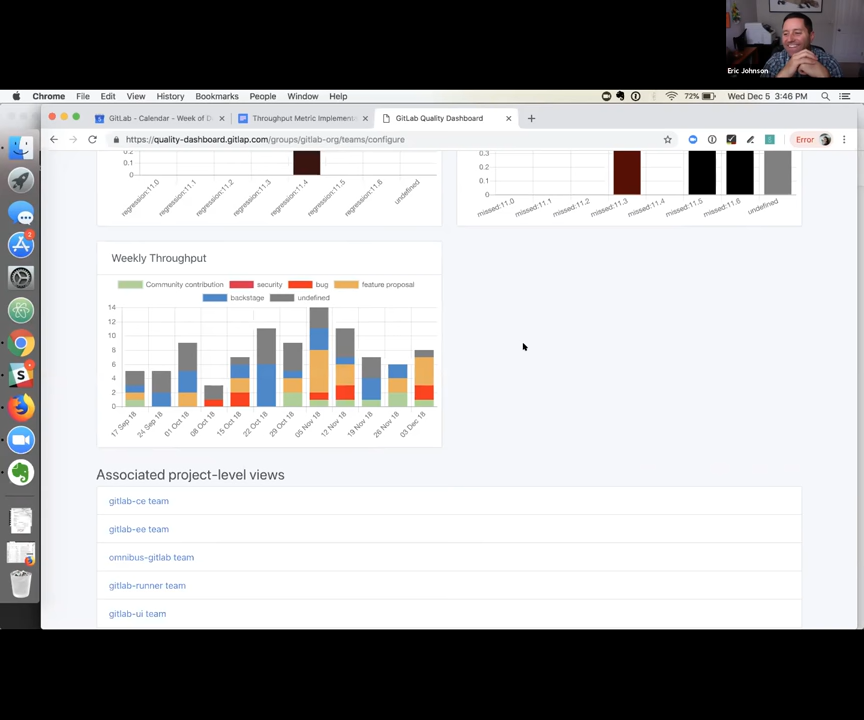 Eric Johnson
Chrome File Edit View History Bookmarks People Window Help 72% Wed Dec 5 3:46 PM
GitLab - Calendar - Week of D × Throughput Metric Implemen × GitLab Quality Dashboard ×
https://quality-dashboard.gitlap.com/groups/gitlab-org/teams/configure Error
0.2
0.1
0
regression:11.0 regression:11.1 regression:11.2 regression:11.3 regression:11.4 regression:11.5 regression:11.6 undefined
0.3
0.2
0.1
0
missed:11.0 missed:11.1 missed:11.2 missed:11.3 missed:11.4 missed:11.5 missed:11.6 undefined
Weekly Throughput
Community contribution security bug feature proposal
backstage undefined
14
12
10
8
6
4
2
0
17 Sep 18 24 Sep 18 01 Oct 18 08 Oct 18 15 Oct 18 22 Oct 18 29 Oct 18 05 Nov 18 12 Nov 18 19 Nov 18 26 Nov 18 03 Dec 18
Associated project-level views
gitlab-ce team
gitlab-ee team
omnibus-gitlab team
gitlab-runner team
gitlab-ui team